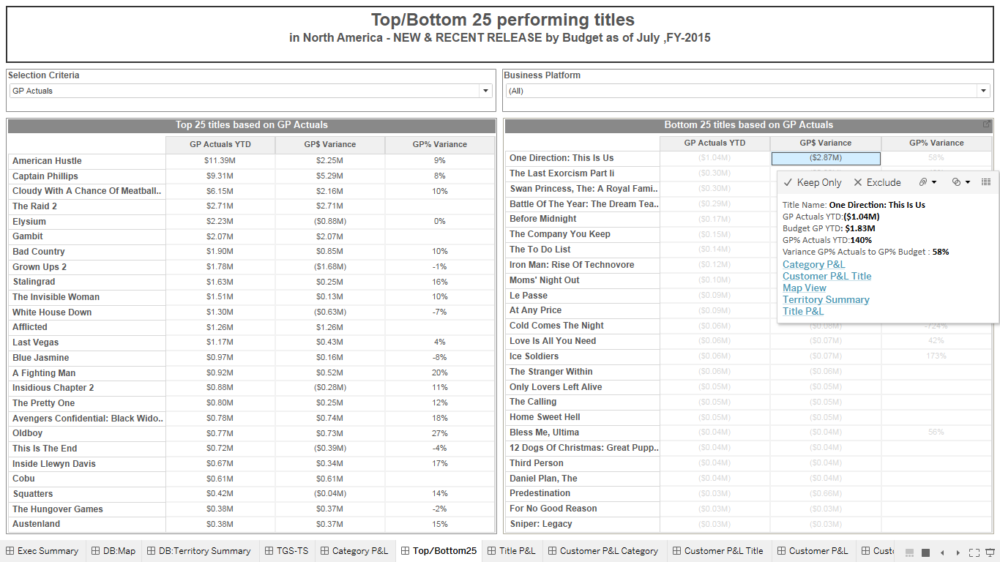 Top/Bottom 25 performing titles
in North America - NEW & RECENT RELEASE by Budget as of July ,FY-2015
Selection Criteria
GP Actuals
Business Platform
(All)
Top 25 titles based on GP Actuals
GP Actuals YTD GP$ Variance GP% Variance
American Hustle $11.39M $2.25M 9%
Captain Phillips $9.31M $5.29M 8%
Cloudy With A Chance Of Meatball.. $6.15M $2.16M 10%
The Raid 2 $2.71M $2.71M
Elysium $2.23M ($0.88M) 0%
Gambit $2.07M $2.07M
Bad Country $1.90M $0.85M 10%
Grown Ups 2 $1.78M ($1.68M) -1%
Stalingrad $1.63M $0.25M 16%
The Invisible Woman $1.51M $0.13M 10%
White House Down $1.30M ($0.63M) -7%
Afflicted $1.26M $1.26M
Last Vegas $1.17M $0.43M 4%
Blue Jasmine $0.97M $0.16M -8%
A Fighting Man $0.92M $0.52M 20%
Insidious Chapter 2 $0.88M ($0.28M) 11%
The Pretty One $0.80M $0.25M 12%
Avengers Confidential: Black Wido.. $0.78M $0.74M 18%
Oldboy $0.77M $0.73M 27%
This Is The End $0.72M ($0.39M) -4%
Inside Llewyn Davis $0.67M $0.34M 17%
Cobu $0.61M $0.61M
Squatters $0.42M ($0.04M) 14%
The Hungover Games $0.38M $0.37M -2%
Austenland $0.38M $0.37M 15%
Bottom 25 titles based on GP Actuals
GP Actuals YTD GP$ Variance GP% Variance
One Direction: This Is Us ($1.04M) ($2.87M) 58%
The Last Exorcism Part Ii ($0.30M)
Swan Princess, The: A Royal Fami.. ($0.30M)
Battle Of The Year: The Dream Tea.. ($0.29M)
Before Midnight ($0.17M)
The Company You Keep ($0.15M)
The To Do List ($0.14M)
Iron Man: Rise Of Technovore ($0.12M)
Moms' Night Out ($0.10M)
Le Passe ($0.09M)
At Any Price ($0.09M)
Cold Comes The Night ($0.06M) ($0.08M) -724%
Love Is All You Need ($0.06M) ($0.07M) 42%
Ice Soldiers ($0.06M) ($0.07M) 173%
The Stranger Within ($0.06M) ($0.06M)
Only Lovers Left Alive ($0.05M) ($0.05M)
The Calling ($0.05M) ($0.05M)
Home Sweet Hell ($0.05M) ($0.05M)
Bless Me, Ultima ($0.04M) ($0.04M) 56%
12 Dogs Of Christmas: Great Pupp.. ($0.04M) ($0.04M)
Third Person ($0.04M) ($0.04M)
Daniel Plan, The ($0.04M) ($0.04M)
Predestination ($0.03M) ($0.66M)
For No Good Reason ($0.03M) ($0.03M)
Sniper: Legacy ($0.03M) ($0.03M)
Keep Only Exclude
Title Name: One Direction: This Is Us
GP Actuals YTD:($1.04M)
Budget GP YTD: $1.83M
GP% Actuals YTD:140%
Variance GP% Actuals to GP% Budget : 58%
Category P&L
Customer P&L Title
Map View
Territory Summary
Title P&L
Exec Summary DB:Map DB:Territory Summary TGS-TS Category P&L Top/Bottom25 Title P&L Customer P&L Category Customer P&L Title Customer P&L